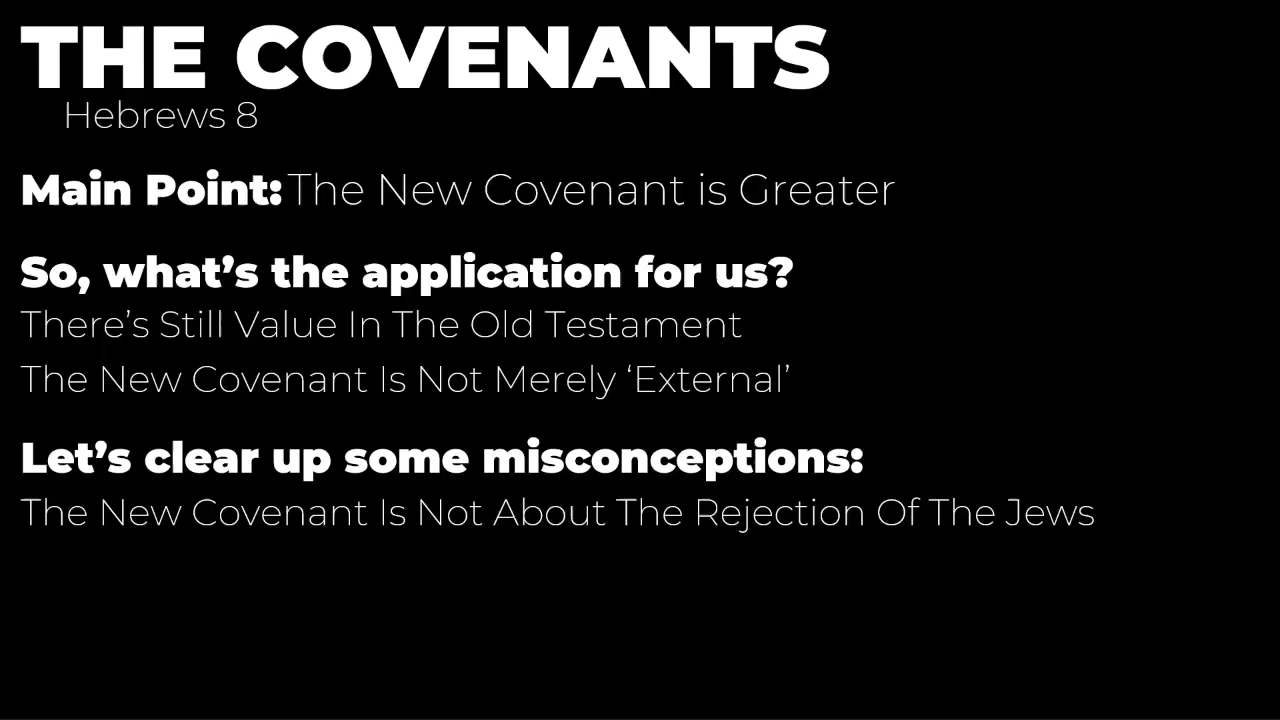 THE COVENANTS
Hebrews 8
Main Point: The New Covenant is Greater
So, what’s the application for us?
There’s Still Value In The Old Testament
The New Covenant Is Not Merely ‘External’
Let’s clear up some misconceptions:
The New Covenant Is Not About The Rejection Of The Jews